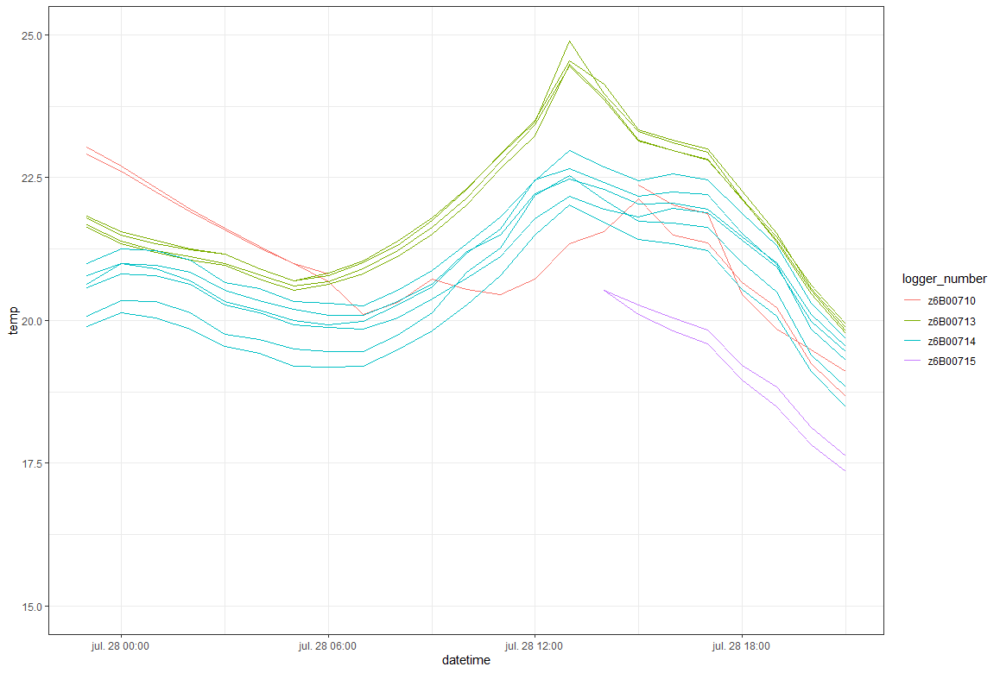 25.0
22.5
20.0
17.5
15.0
temp
jul. 28 00:00
jul. 28 06:00
jul. 28 12:00
jul. 28 18:00
datetime
logger_number
z6B00710
z6B00713
z6B00714
z6B00715